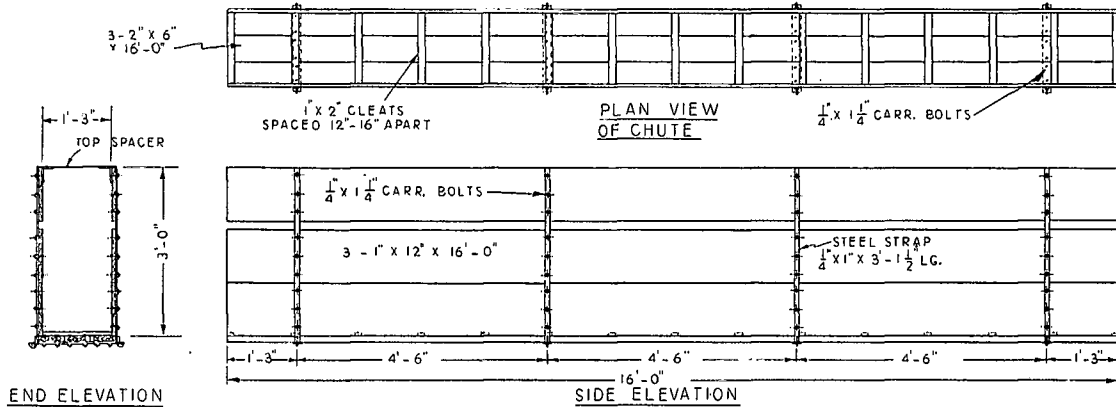 3-2" X 6"
X 16'-0"
1" X 2" CLEATS
SPACED 12"-16" APART
PLAN VIEW
OF CHUTE
1/4" X 1 1/4" CARR. BOLTS
1'-3"
TOP SPACER
3'-0"
1/4" X 1 1/4" CARR. BOLTS
3 - 1" X 12" X 16'-0"
STEEL STRAP
1/4" X 1" X 3'-1 1/2" LG.
1'-3" 4'-6" 4'-6" 4'-6" 1'-3"
16'-0"
END ELEVATION
SIDE ELEVATION